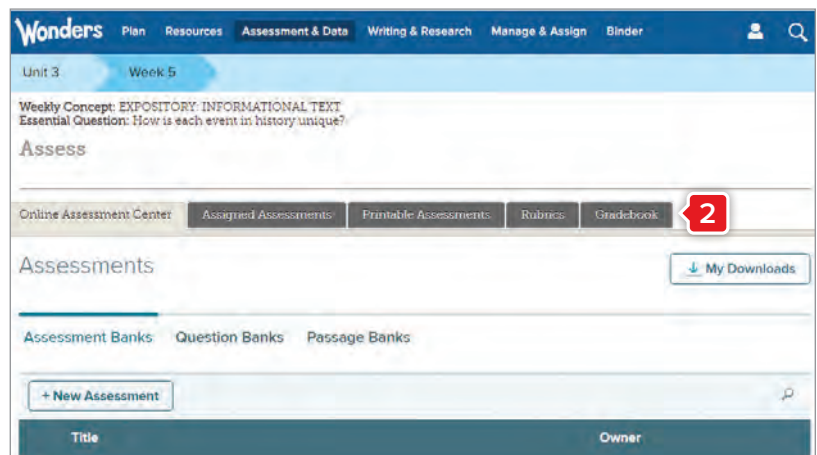 Wonders Plan Resources Assessment & Data Writing & Research Manage & Assign Binder
Unit 3 Week 5
Weekly Concept: EXPOSITORY: INFORMATIONAL TEXT
Essential Question: How is each event in history unique?
Assess
Online Assessment Center Assigned Assessments Printable Assessments Rubrics Gradebook 2
Assessments
My Downloads
Assessment Banks Question Banks Passage Banks
+ New Assessment
Title Owner